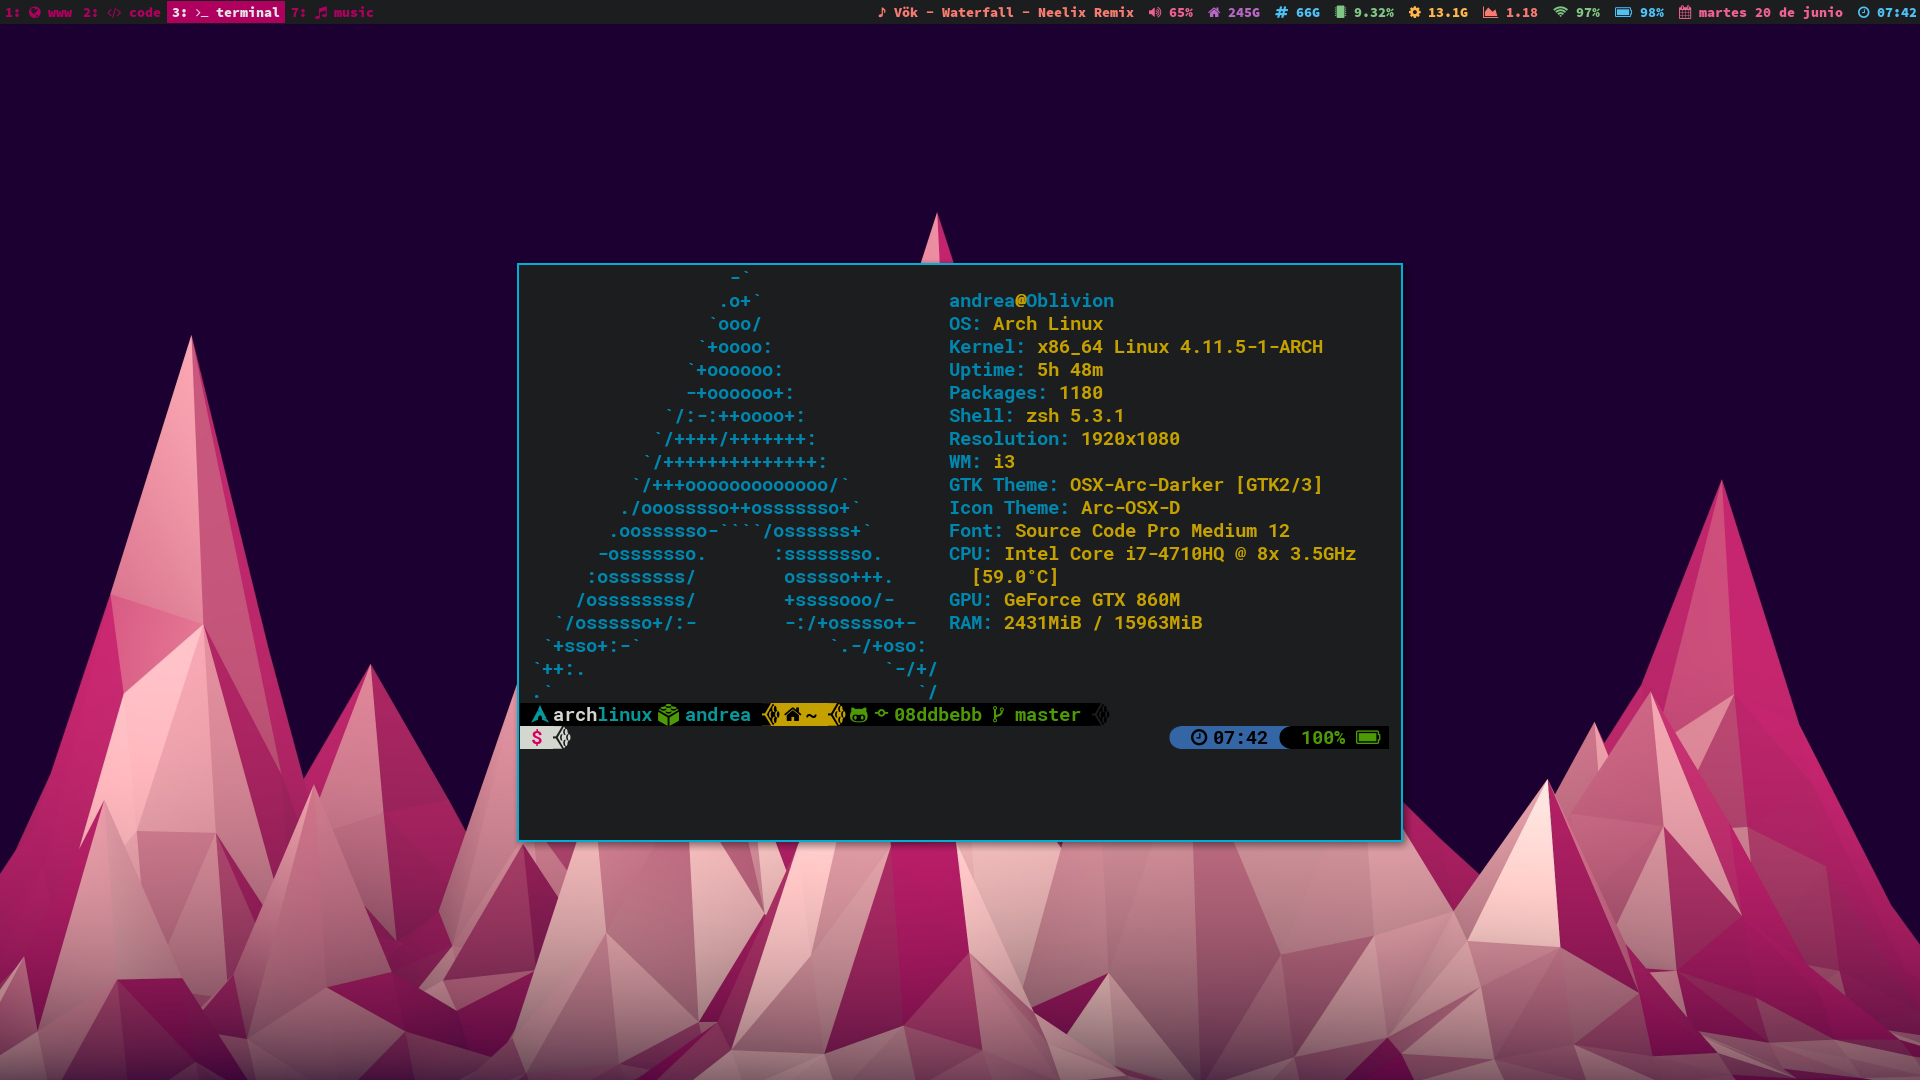 1: www 2: </> code 3: >_ terminal 7: music
Vök - Waterfall - Neelix Remix 65% 245G # 66G 9.32% 13.1G 1.18 97% 98% martes 20 de junio 07:42
-`
.o+` andrea@Oblivion
`ooo/ OS: Arch Linux
`+oooo: Kernel: x86_64 Linux 4.11.5-1-ARCH
`+oooooo: Uptime: 5h 48m
-+oooooo+: Packages: 1180
`/:-:++oooo+: Shell: zsh 5.3.1
`/++++/+++++++: Resolution: 1920x1080
`/++++++++++++++: WM: i3
`/+++ooooooooooooo/` GTK Theme: OSX-Arc-Darker [GTK2/3]
./ooosssso++osssssso+` Icon Theme: Arc-OSX-D
.oossssso-````/ossssss+` Font: Source Code Pro Medium 12
-osssssso. :ssssssso. CPU: Intel Core i7-4710HQ @ 8x 3.5GHz
:osssssss/ osssso+++. [59.0°C]
/ossssssss/ +ssssooo/- GPU: GeForce GTX 860M
`/ossssso+/:- -:/+osssso+- RAM: 2431MiB / 15963MiB
`+sso+:-` `.-/+oso:
`++:. `-/+/
.` `/
archlinux andrea ~ 08ddbebb master
$ 07:42 100%